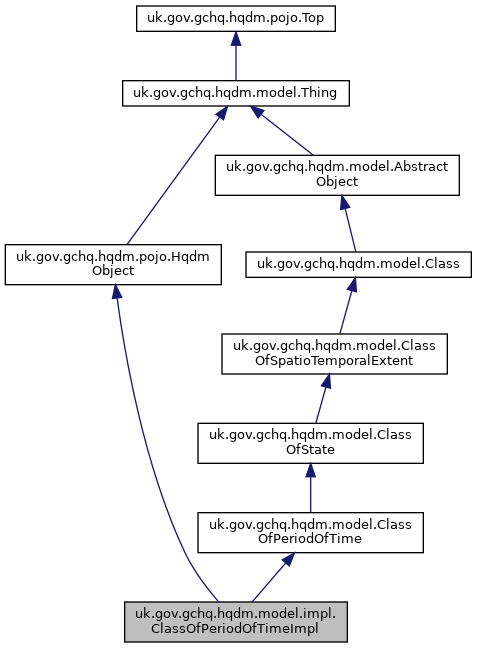 uk.gov.gchq.hqdm.pojo.Top
uk.gov.gchq.hqdm.model.Thing
uk.gov.gchq.hqdm.model.Abstract
Object
uk.gov.gchq.hqdm.pojo.Hqdm
Object
uk.gov.gchq.hqdm.model.Class
uk.gov.gchq.hqdm.model.Class
OfSpatioTemporalExtent
uk.gov.gchq.hqdm.model.Class
OfState
uk.gov.gchq.hqdm.model.Class
OfPeriodOfTime
uk.gov.gchq.hqdm.model.impl.
ClassOfPeriodOfTimeImpl